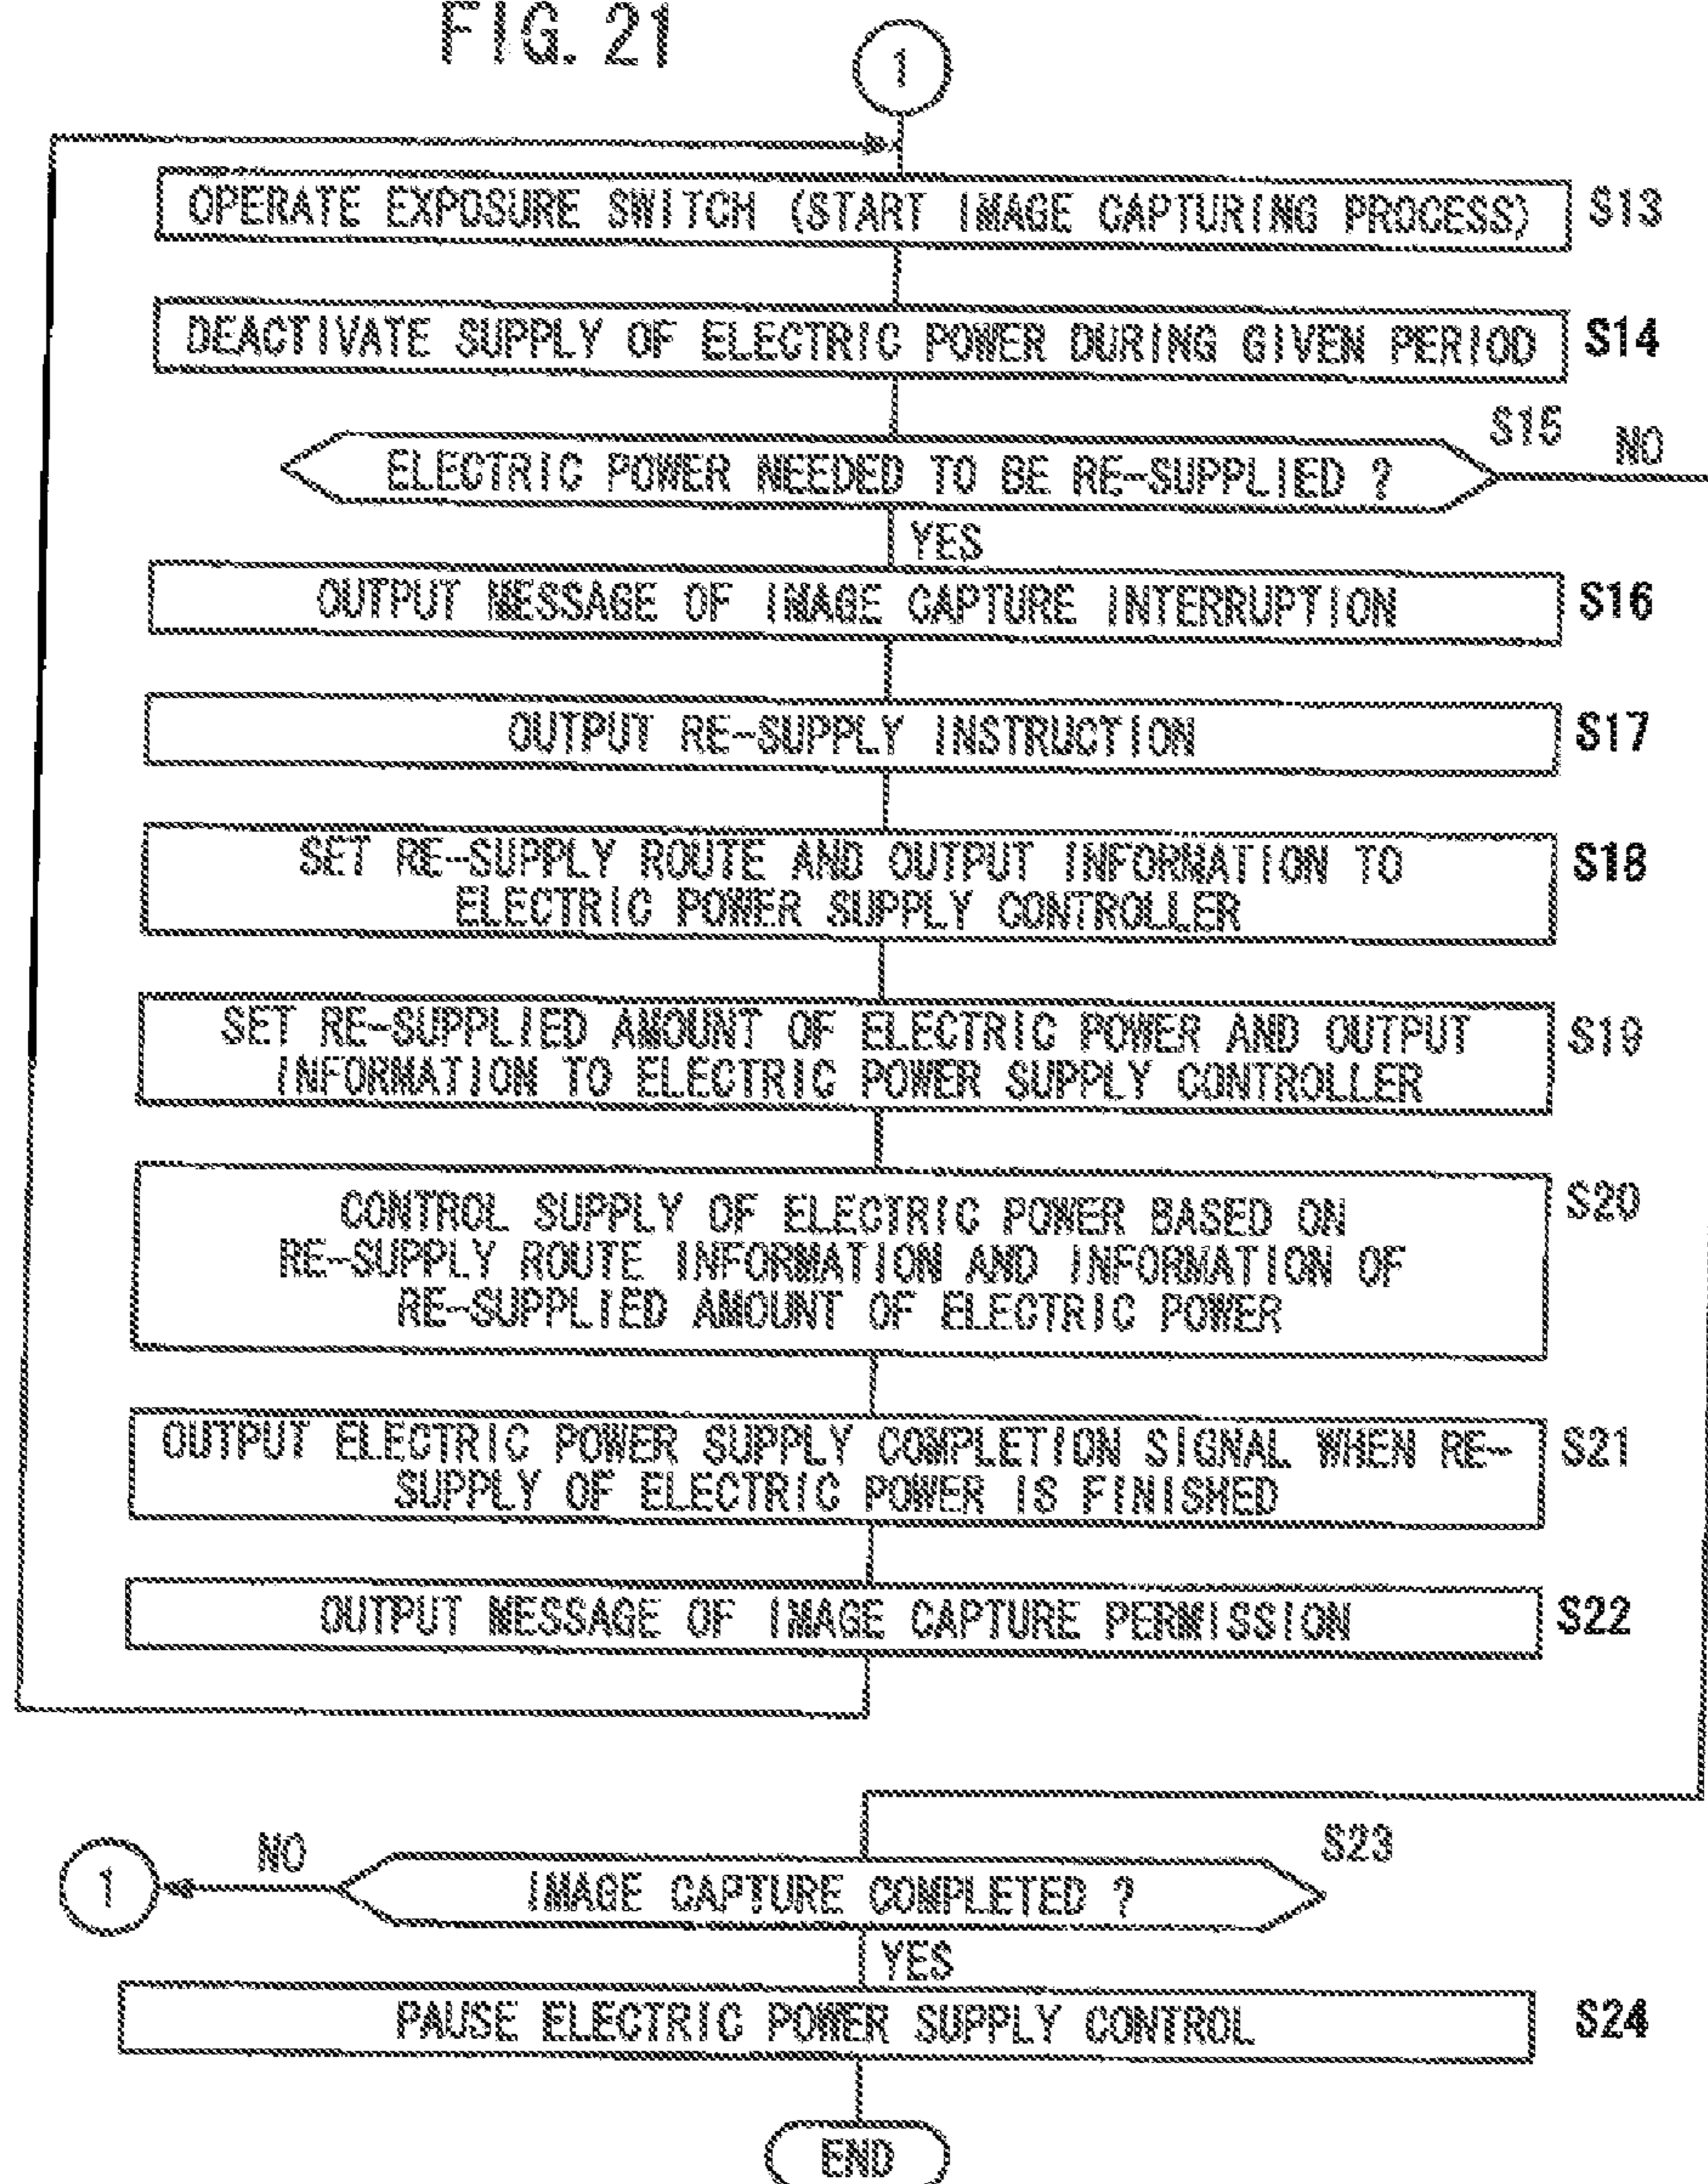 FIG. 21
1
OPERATE EXPOSURE SWITCH (START IMAGE CAPTURING PROCESS)
S13
DEACTIVATE SUPPLY OF ELECTRIC POWER DURING GIVEN PERIOD
S14
S15
NO
ELECTRIC POWER NEEDED TO BE RE-SUPPLIED ?
YES
OUTPUT MESSAGE OF IMAGE CAPTURE INTERRUPTION
S16
OUTPUT RE-SUPPLY INSTRUCTION
S17
SET RE-SUPPLY ROUTE AND OUTPUT INFORMATION TO
ELECTRIC POWER SUPPLY CONTROLLER
S18
SET RE-SUPPLIED AMOUNT OF ELECTRIC POWER AND OUTPUT
INFORMATION TO ELECTRIC POWER SUPPLY CONTROLLER
S19
CONTROL SUPPLY OF ELECTRIC POWER BASED ON
RE-SUPPLY ROUTE INFORMATION AND INFORMATION OF
RE-SUPPLIED AMOUNT OF ELECTRIC POWER
S20
OUTPUT ELECTRIC POWER SUPPLY COMPLETION SIGNAL WHEN RE-
SUPPLY OF ELECTRIC POWER IS FINISHED
S21
OUTPUT MESSAGE OF IMAGE CAPTURE PERMISSION
S22
S23
1
NO
IMAGE CAPTURE COMPLETED ?
YES
PAUSE ELECTRIC POWER SUPPLY CONTROL
S24
END